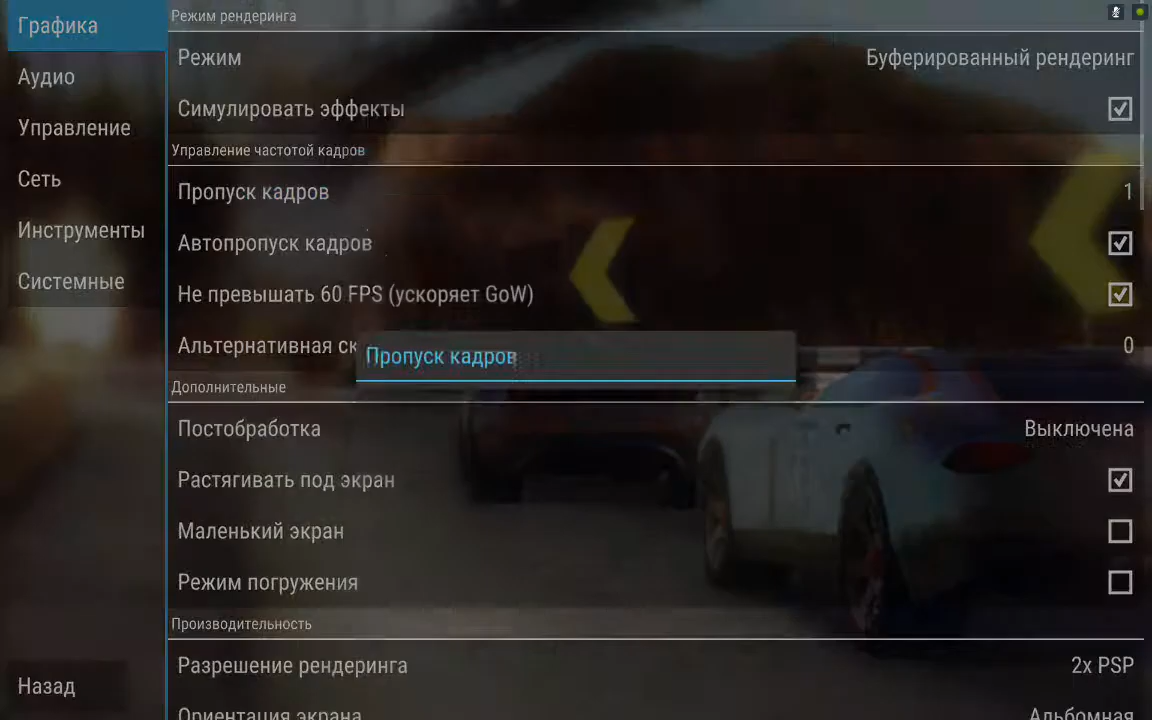 Графика
Аудио
Управление
Сеть
Инструменты
Системные
Назад
Режим рендеринга
Режим Буферированный рендеринг
Симулировать эффекты
Управление частотой кадров
Пропуск кадров 1
Автопропуск кадров
Не превышать 60 FPS (ускоряет GoW)
Альтернативная ск 0
Пропуск кадров
Дополнительные
Постобработка Выключена
Растягивать под экран
Маленький экран
Режим погружения
Производительность
Разрешение рендеринга 2x PSP
Ориентация экрана Альбомная